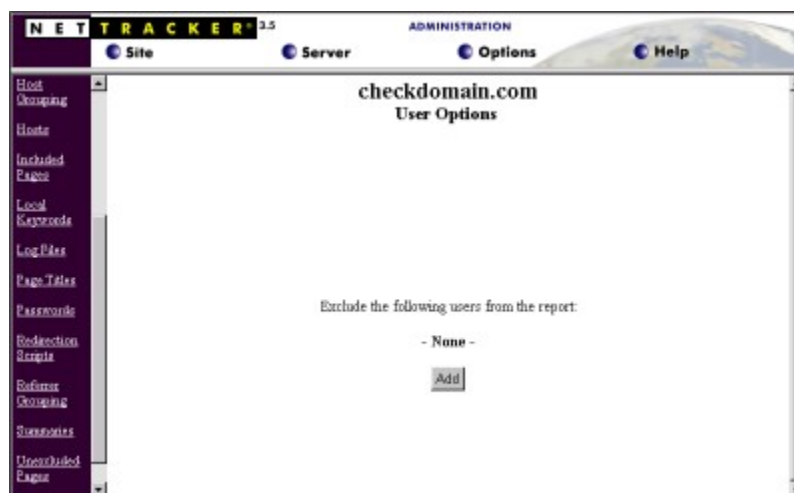 NET TRACKER® 3.5
ADMINISTRATION
Site
Server
Options
Help
Host
Grouping
Hosts
Included
Pages
Local
Keywords
Log Files
Page Titles
Passwords
Redirection
Scripts
Referrer
Grouping
Summaries
Unexcluded
Pages
checkdomain.com
User Options
Exclude the following users from the report:
- None -
Add